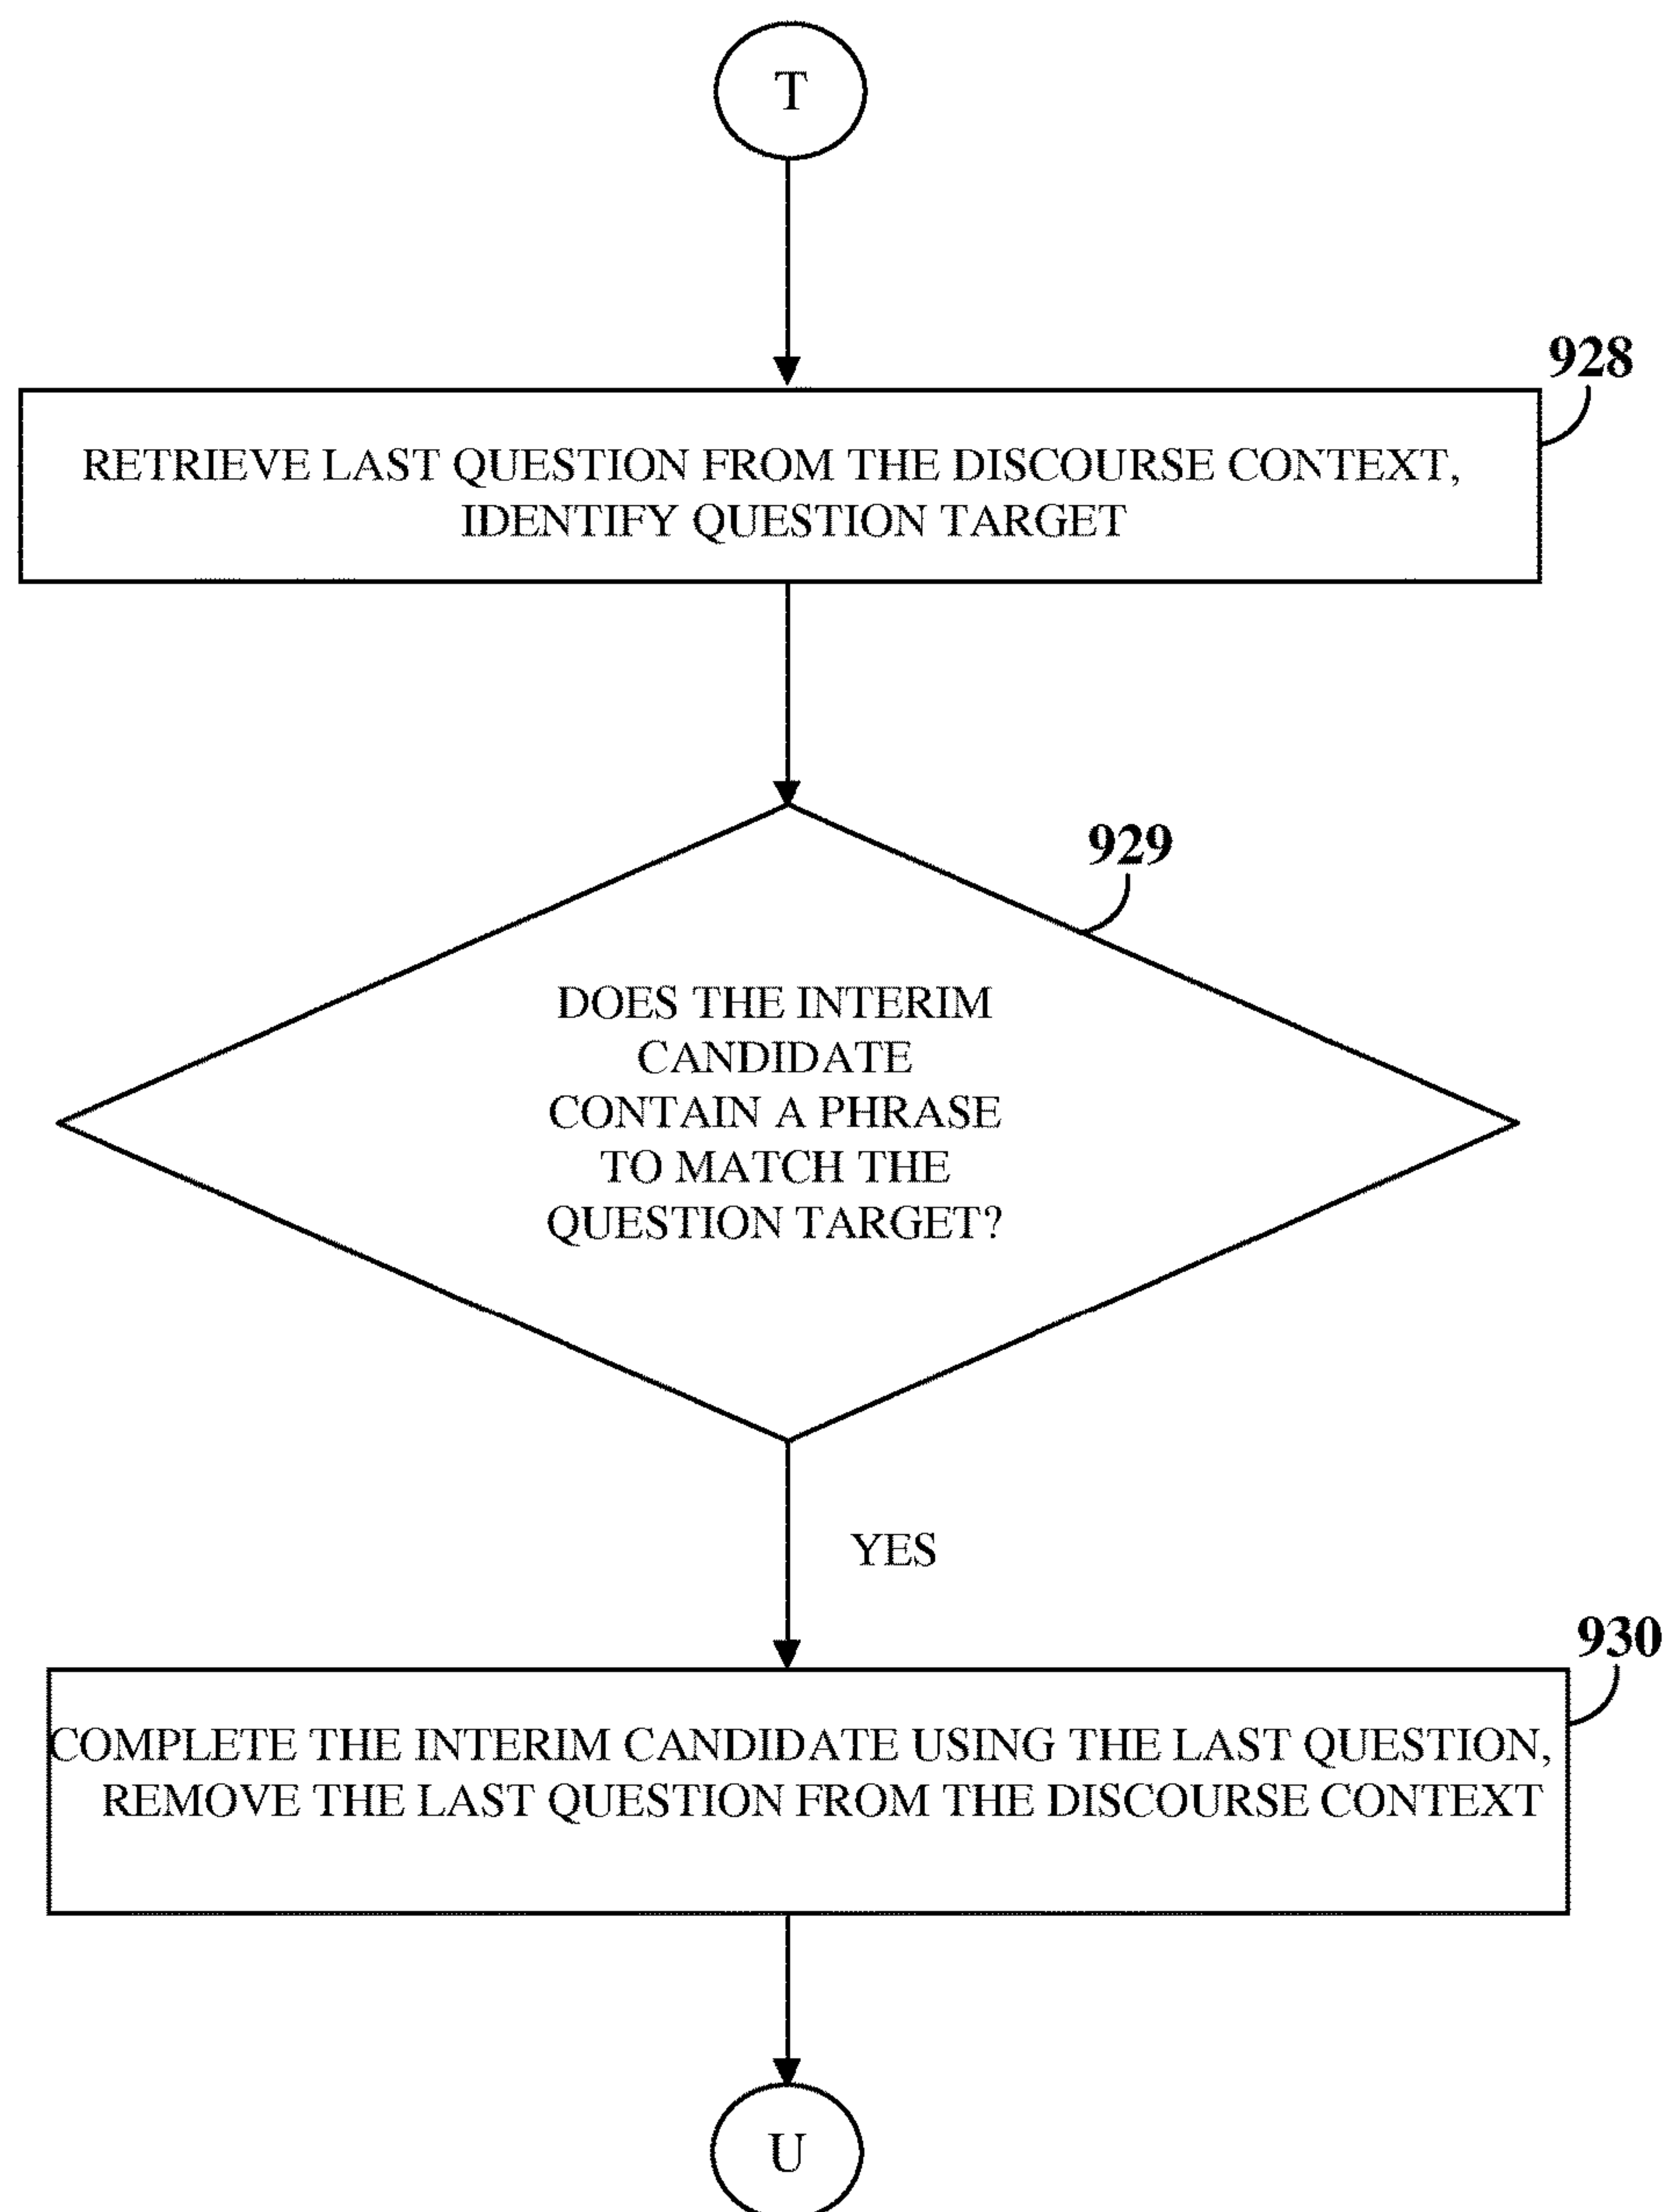 T
928
RETRIEVE LAST QUESTION FROM THE DISCOURSE CONTEXT,
IDENTIFY QUESTION TARGET
929
DOES THE INTERIM
CANDIDATE
CONTAIN A PHRASE
TO MATCH THE
QUESTION TARGET?
YES
930
COMPLETE THE INTERIM CANDIDATE USING THE LAST QUESTION,
REMOVE THE LAST QUESTION FROM THE DISCOURSE CONTEXT
U